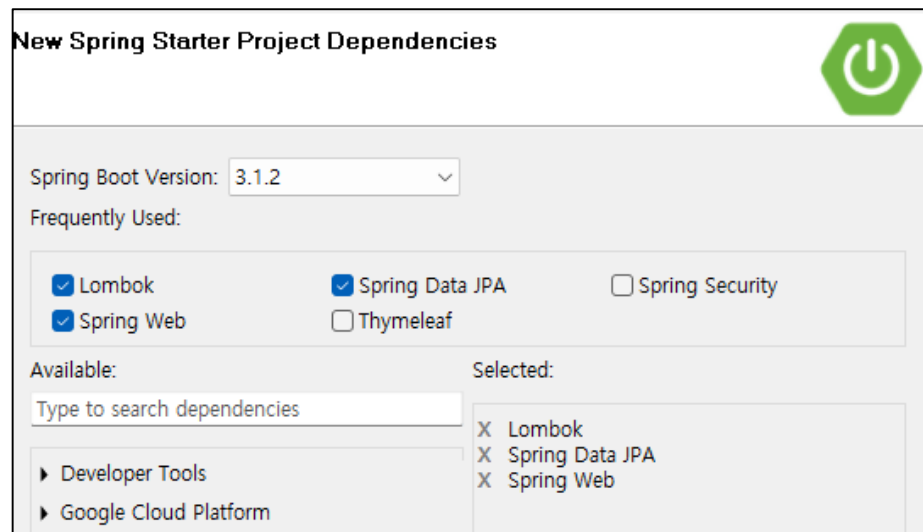 New Spring Starter Project Dependencies
Spring Boot Version: 3.1.2
Frequently Used:
Lombok Spring Data JPA Spring Security
Spring Web Thymeleaf
Available: Selected:
Type to search dependencies
X Lombok
X Spring Data JPA
X Spring Web
Developer Tools
Google Cloud Platform